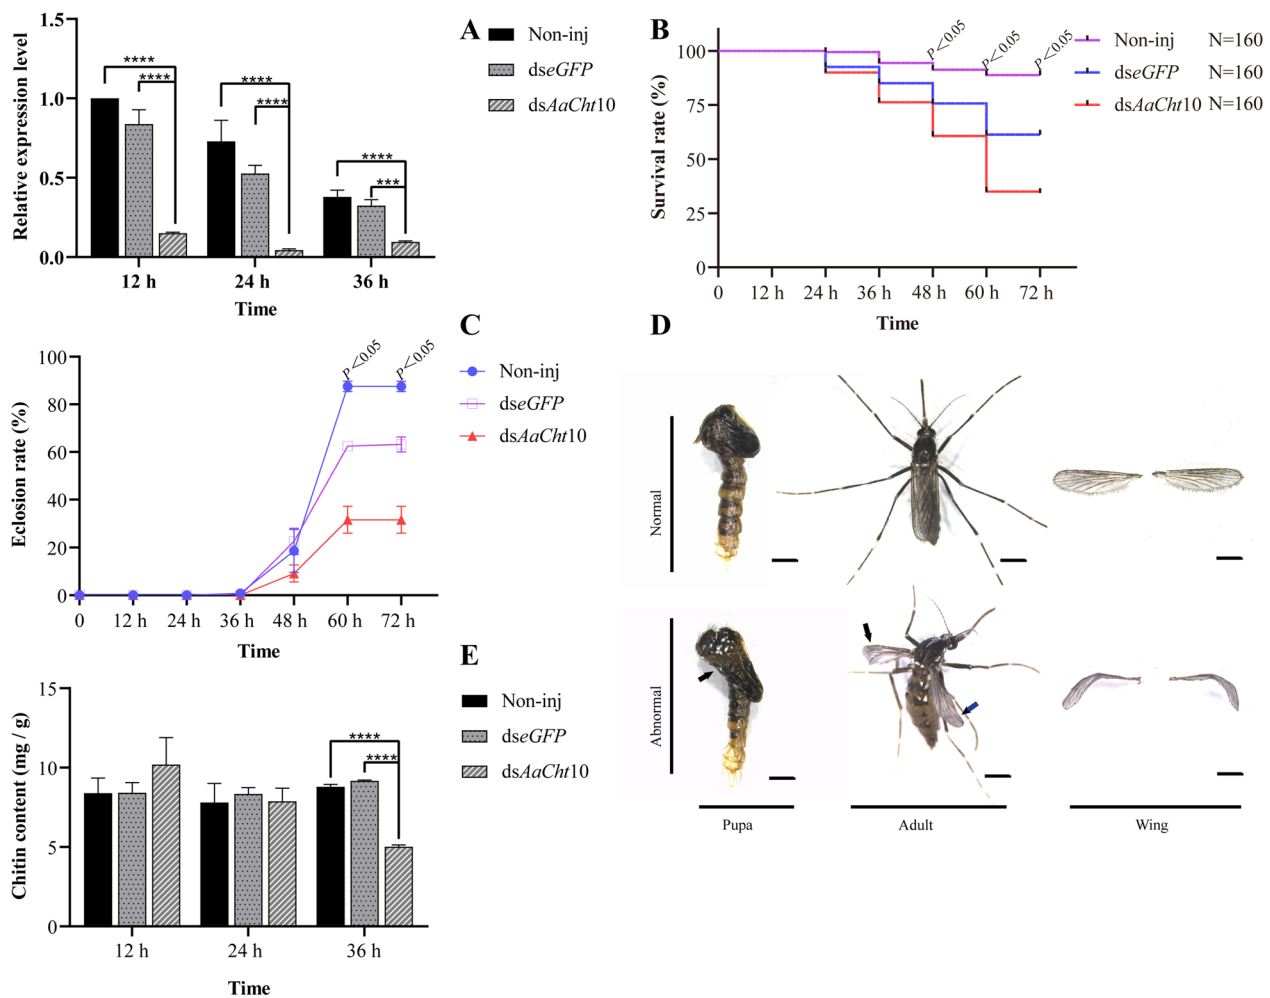 A
Relative expression level
1.5
1.0
0.5
0.0
****
****
****
****
****
***
12 h
24 h
36 h
Time
Non-inj
dseGFP
dsAaCht10
B
Survival rate (%)
100
75
50
25
0
P<0.05
P<0.05
P<0.05
0
12 h
24 h
36 h
48 h
60 h
72 h
Time
Non-inj N=160
dseGFP N=160
dsAaCht10 N=160
C
Eclosion rate (%)
100
80
60
40
20
0
P<0.05
P<0.05
0
12 h
24 h
36 h
48 h
60 h
72 h
Time
Non-inj
dseGFP
dsAaCht10
D
Normal
Abnormal
Pupa
Adult
Wing
E
Chitin content (mg / g)
15
10
5
0
****
****
12 h
24 h
36 h
Time
Non-inj
dseGFP
dsAaCht10